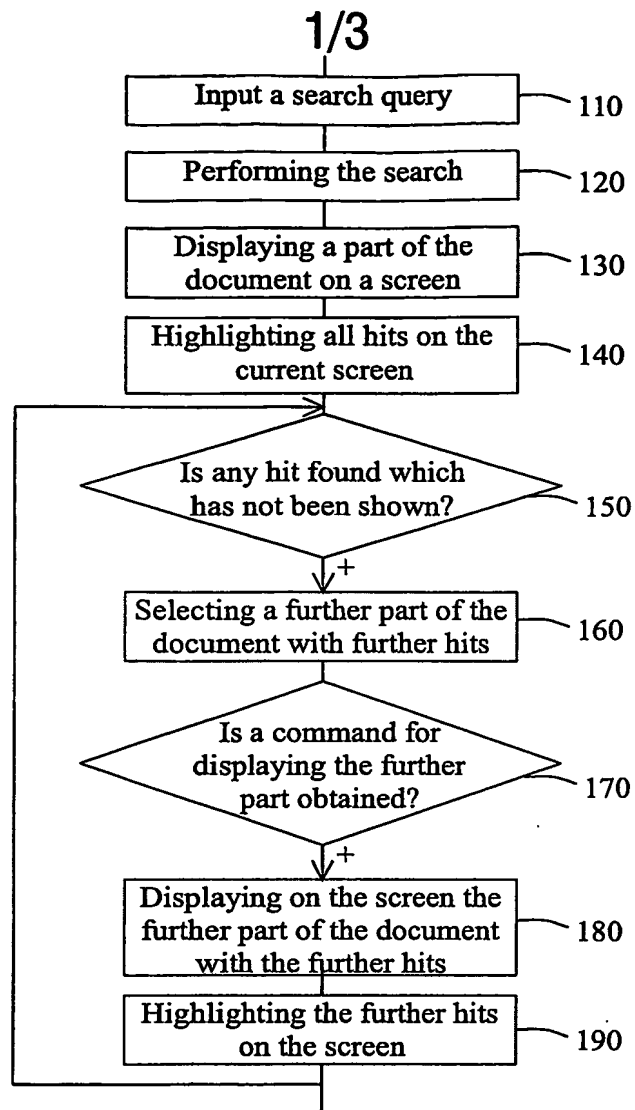 1/3
Input a search query
110
Performing the search
120
Displaying a part of the
document on a screen
130
Highlighting all hits on the
current screen
140
Is any hit found which
has not been shown?
150
+
Selecting a further part of the
document with further hits
160
Is a command for
displaying the further
part obtained?
170
+
Displaying on the screen the
further part of the document
with the further hits
180
Highlighting the further hits
on the screen
190